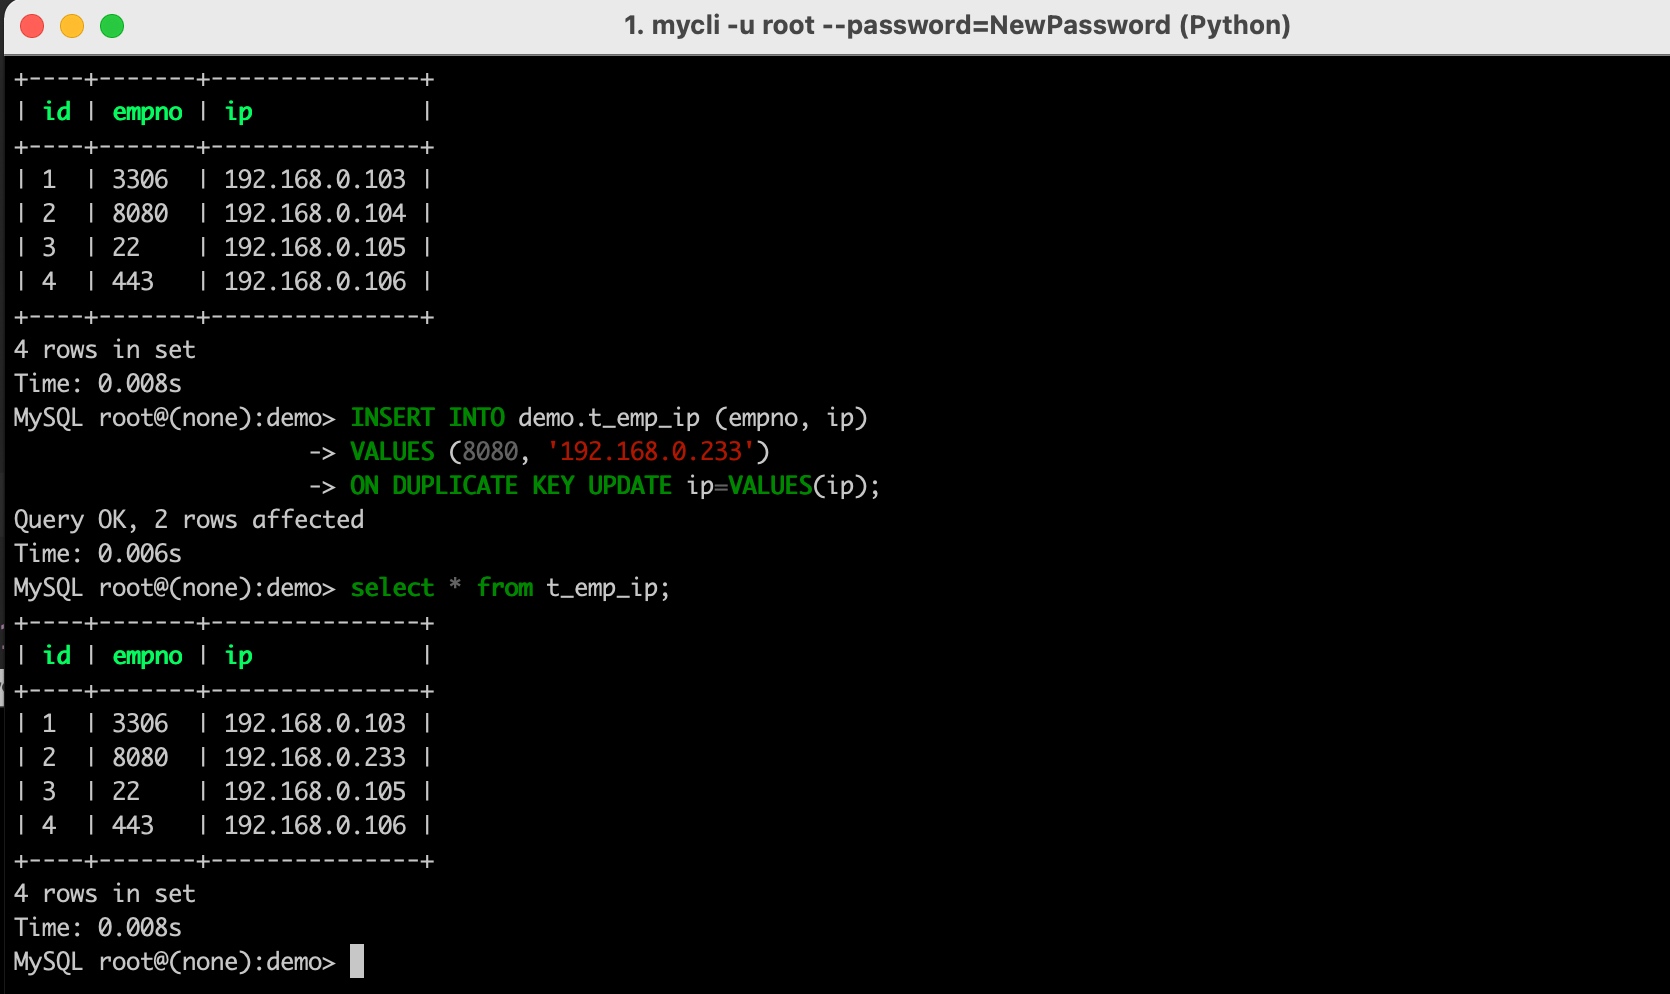 1. mycli -u root --password=NewPassword (Python)
+----+-------+---------------+
| id | empno | ip            |
+----+-------+---------------+
| 1  | 3306  | 192.168.0.103 |
| 2  | 8080  | 192.168.0.104 |
| 3  | 22    | 192.168.0.105 |
| 4  | 443   | 192.168.0.106 |
+----+-------+---------------+
4 rows in set
Time: 0.008s
MySQL root@(none):demo> INSERT INTO demo.t_emp_ip (empno, ip)
                     -> VALUES (8080, '192.168.0.233')
                     -> ON DUPLICATE KEY UPDATE ip=VALUES(ip);
Query OK, 2 rows affected
Time: 0.006s
MySQL root@(none):demo> select * from t_emp_ip;
+----+-------+---------------+
| id | empno | ip            |
+----+-------+---------------+
| 1  | 3306  | 192.168.0.103 |
| 2  | 8080  | 192.168.0.233 |
| 3  | 22    | 192.168.0.105 |
| 4  | 443   | 192.168.0.106 |
+----+-------+---------------+
4 rows in set
Time: 0.008s
MySQL root@(none):demo>